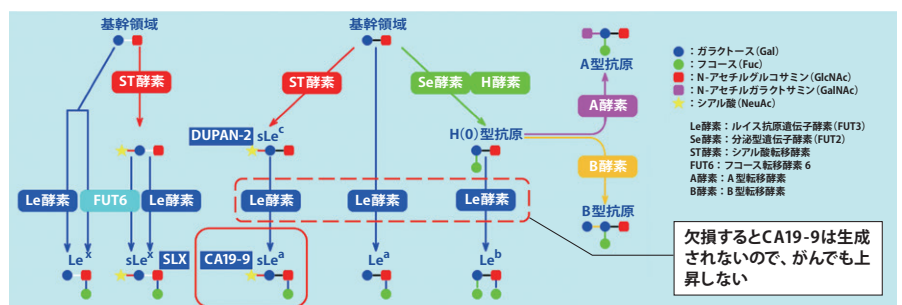 基幹領域
基幹領域
ST酵素
ST酵素
Se酵素
H酵素
A型抗原
A酵素
DUPAN-2
sLeᶜ
H(0)型抗原
B酵素
B型抗原
Le酵素
FUT6
Le酵素
Le酵素
Le酵素
Leˣ
sLeˣ
SLX
CA19-9
sLeᵃ
Leᵃ
Leᵇ
:ガラクトース(Gal)
:フコース(Fuc)
:N-アセチルグルコサミン(GlcNAc)
:N-アセチルガラクトサミン(GalNAc)
:シアル酸(NeuAc)
Le酵素:ルイス抗原遺伝子酵素(FUT3)
Se酵素:分泌型遺伝子酵素(FUT2)
ST酵素:シアル酸転移酵素
FUT6:フコース転移酵素 6
A酵素:A型転移酵素
B酵素:B型転移酵素
欠損するとCA19-9は生成
されないので、がんでも上
昇しない